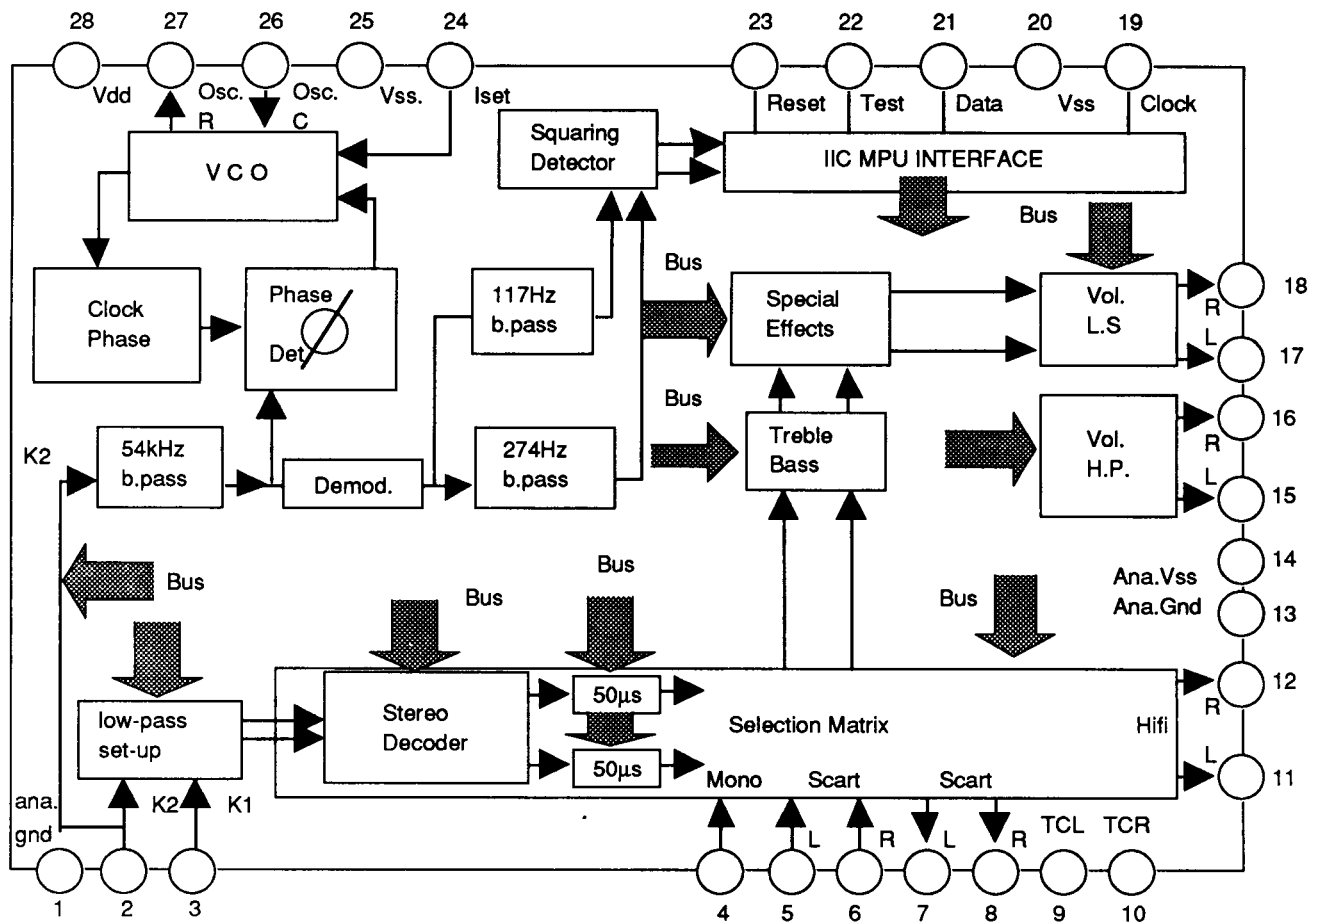 28 27 26 25 24 23 22 21 20 19
Vdd Osc. R Osc. C Vss. Iset Reset Test Data Vss Clock
V C O
Squaring
Detector
IIC MPU INTERFACE
Bus
Clock
Phase
Phase
Det
117Hz
b.pass
Bus
Special
Effects
Vol.
L.S
R 18
L 17
K2
54kHz
b.pass
Demod.
274Hz
b.pass
Bus
Treble
Bass
Vol.
H.P.
16
R
L
15
14
Ana.Vss
Ana.Gnd 13
Bus
Bus
Bus
Bus
low-pass
set-up
Stereo
Decoder
50µs
50µs
Selection Matrix
Hifi
12
R
L
11
Mono Scart Scart
ana.
gnd
K2 K1
L R L R
TCL TCR
1 2 3 4 5 6 7 8 9 10